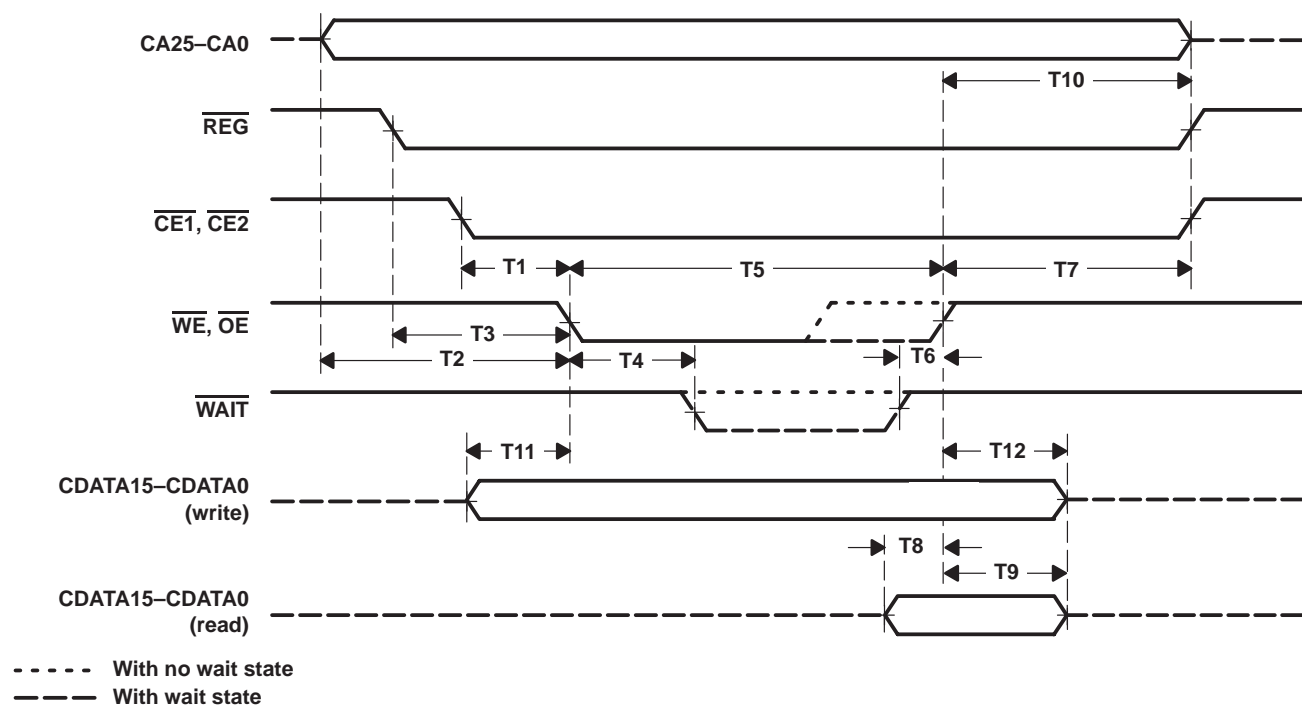 CA25–CA0
T10
REG
CE1, CE2
T1
T5
T7
WE, OE
T3
T6
T2
T4
WAIT
T11
T12
CDATA15–CDATA0
(write)
T8
T9
CDATA15–CDATA0
(read)
With no wait state
With wait state